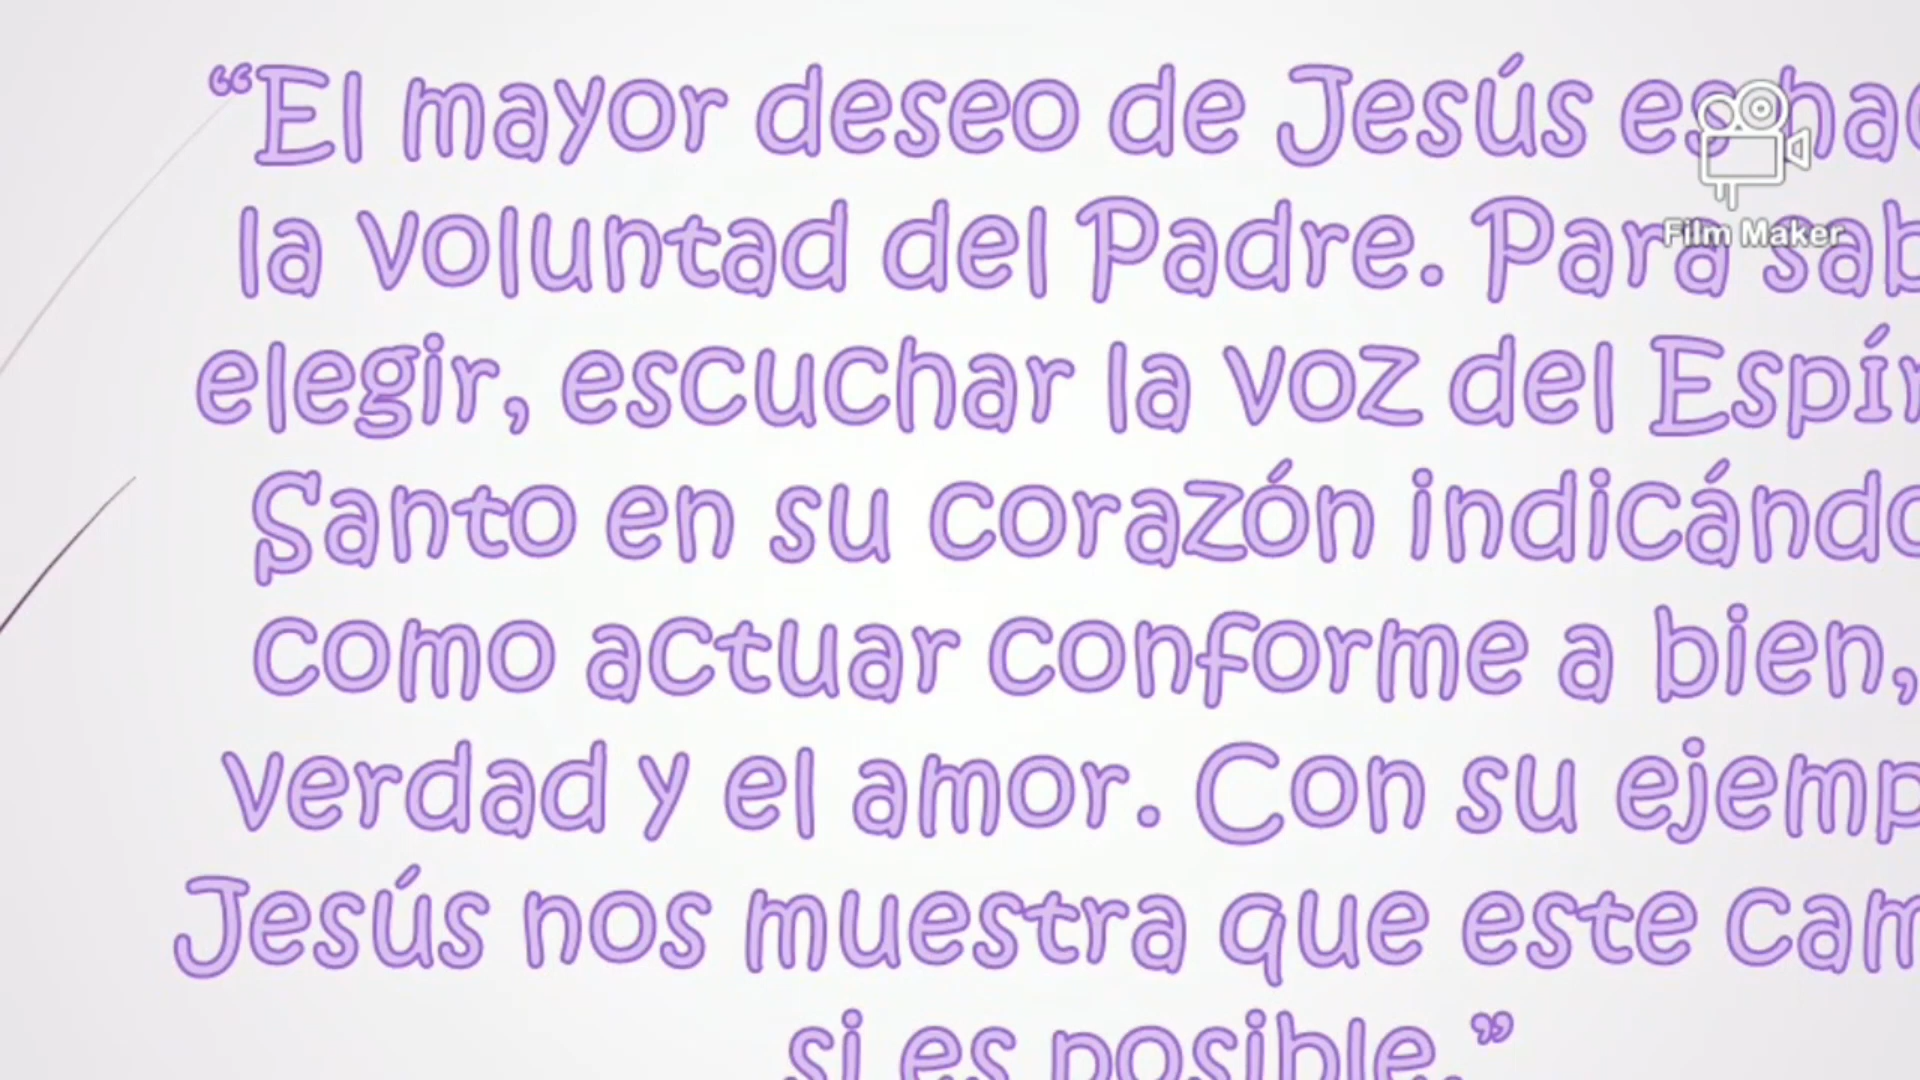 “El mayor deseo de Jesús es hac
la voluntad del Padre. Para sab
elegir, escuchar la voz del Espír
Santo en su corazón indicándo
como actuar conforme a bien,
verdad y el amor. Con su ejemp
Jesús nos muestra que este cam
si es posible.”
Film Maker